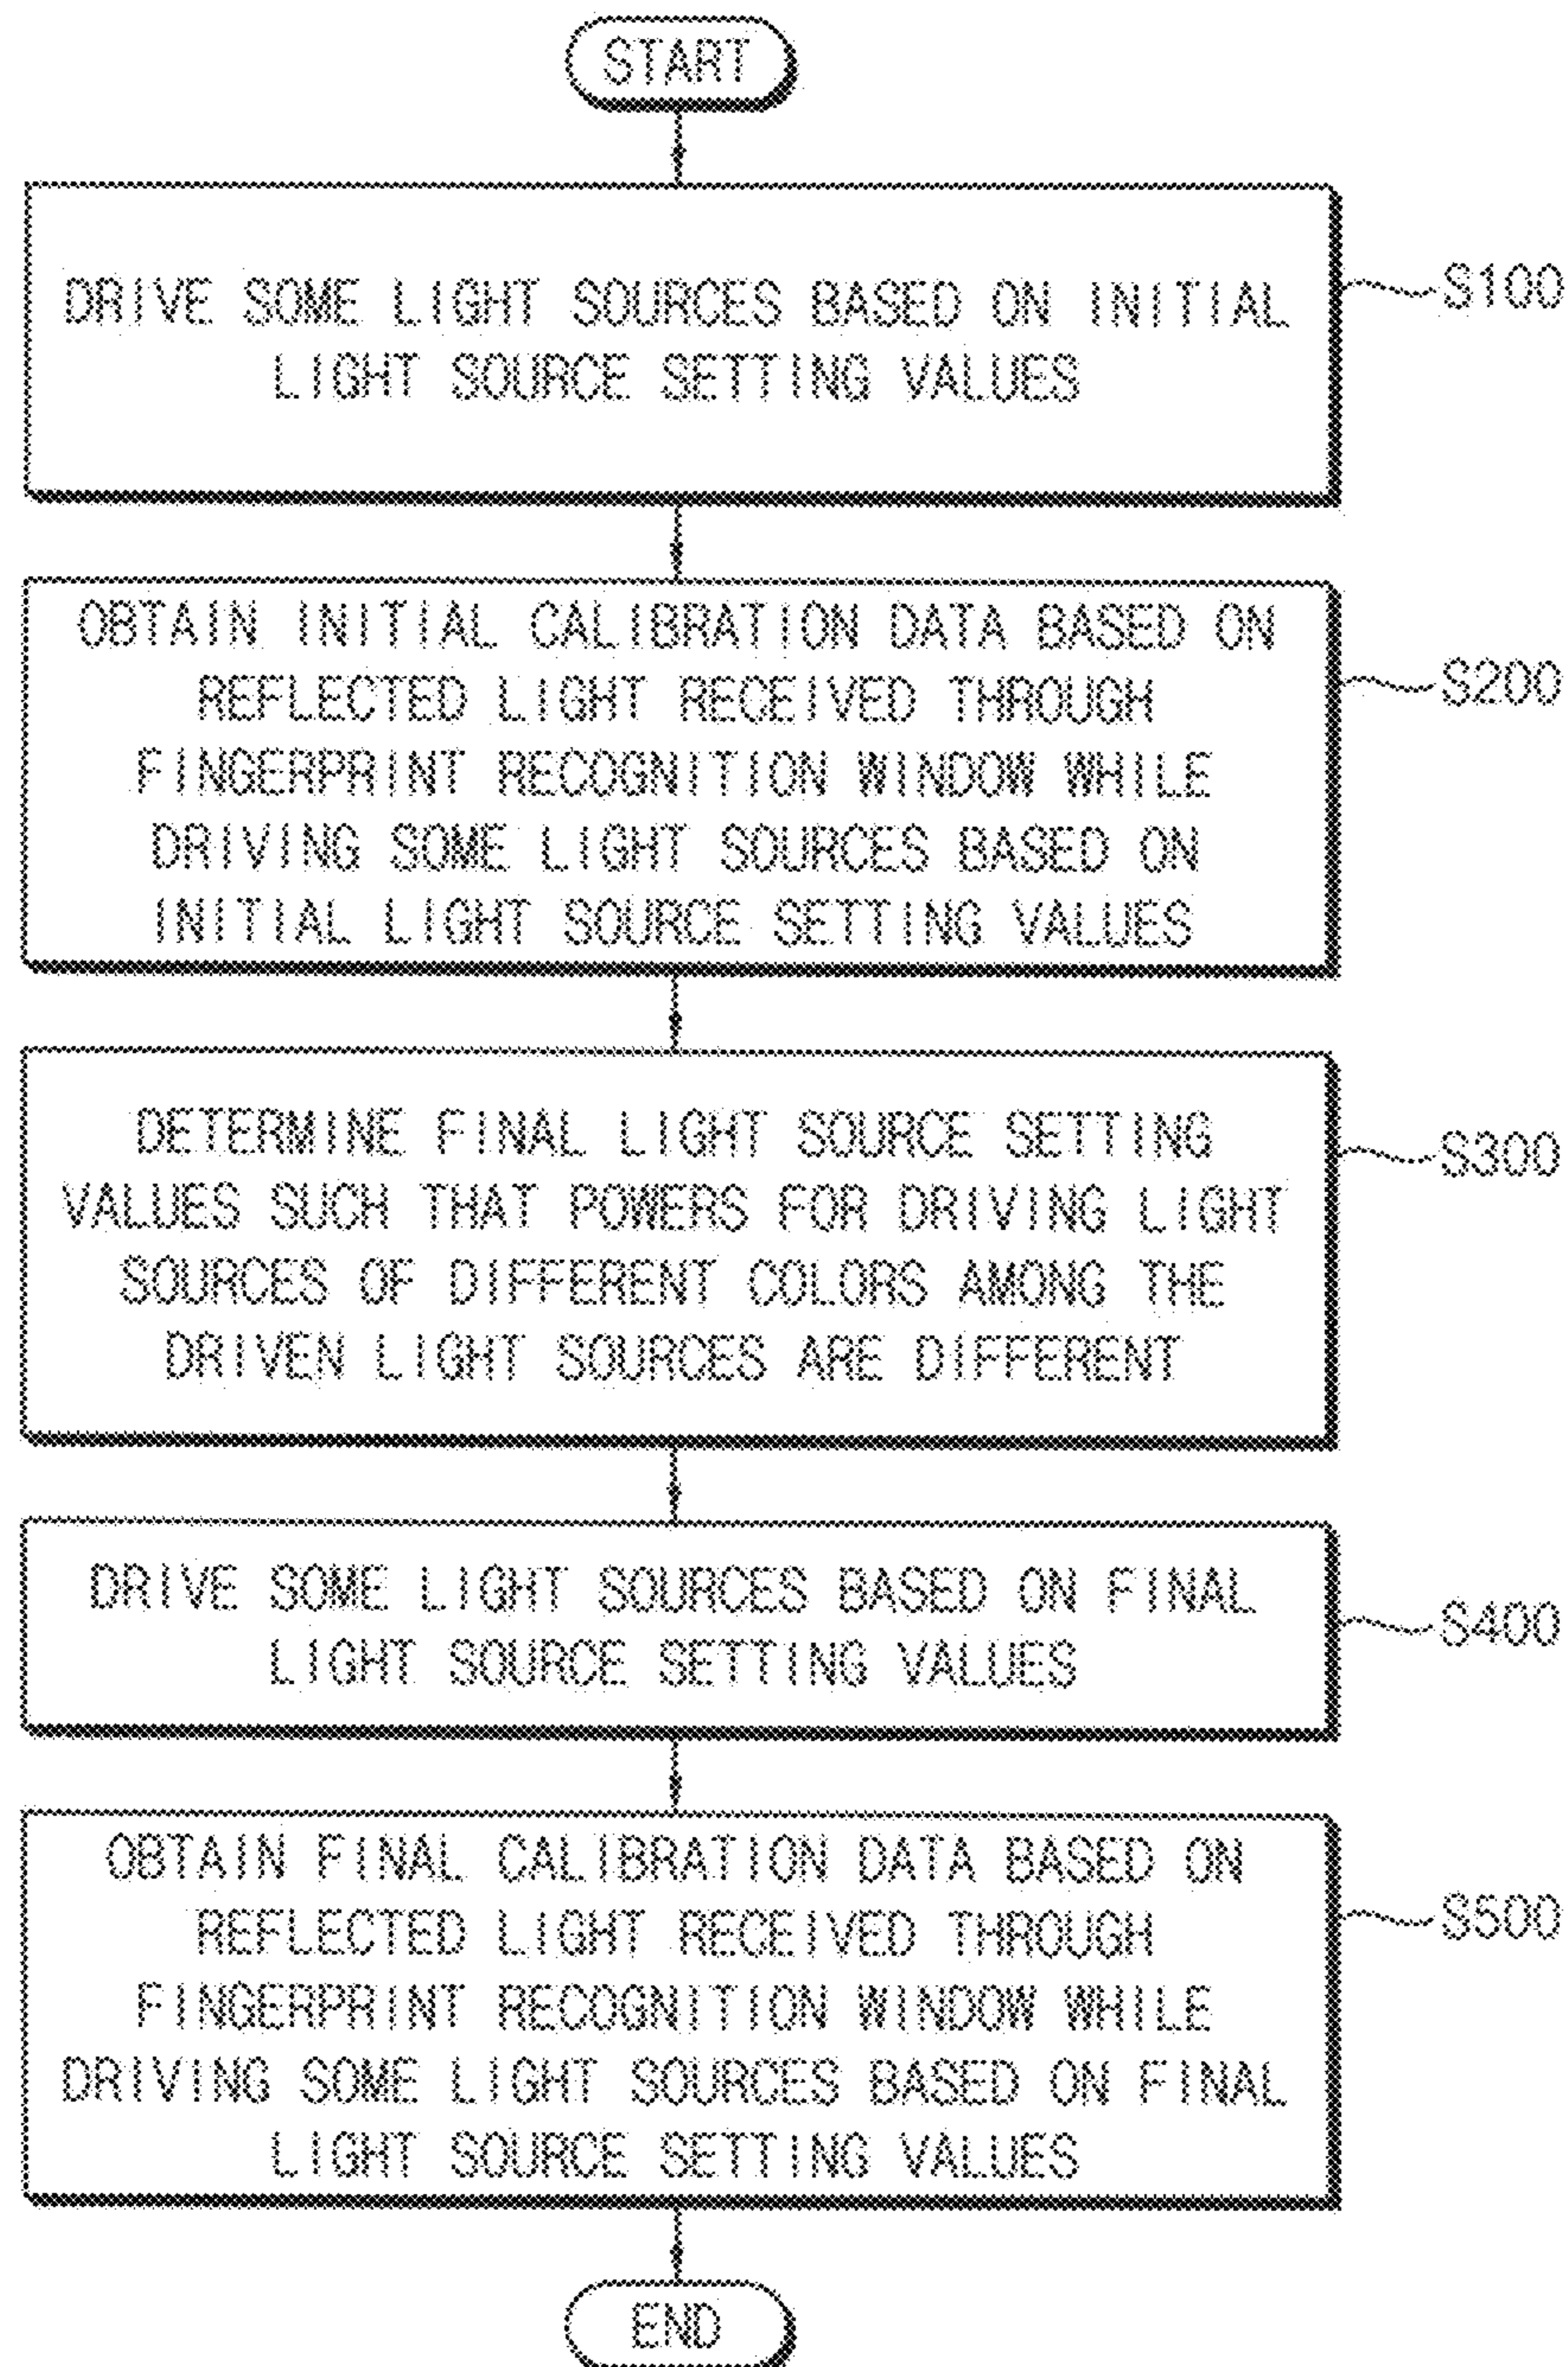 START
DRIVE SOME LIGHT SOURCES BASED ON INITIAL
LIGHT SOURCE SETTING VALUES
S100
OBTAIN INITIAL CALIBRATION DATA BASED ON
REFLECTED LIGHT RECEIVED THROUGH
FINGERPRINT RECOGNITION WINDOW WHILE
DRIVING SOME LIGHT SOURCES BASED ON
INITIAL LIGHT SOURCE SETTING VALUES
S200
DETERMINE FINAL LIGHT SOURCE SETTING
VALUES SUCH THAT POWERS FOR DRIVING LIGHT
SOURCES OF DIFFERENT COLORS AMONG THE
DRIVEN LIGHT SOURCES ARE DIFFERENT
S300
DRIVE SOME LIGHT SOURCES BASED ON FINAL
LIGHT SOURCE SETTING VALUES
S400
OBTAIN FINAL CALIBRATION DATA BASED ON
REFLECTED LIGHT RECEIVED THROUGH
FINGERPRINT RECOGNITION WINDOW WHILE
DRIVING SOME LIGHT SOURCES BASED ON FINAL
LIGHT SOURCE SETTING VALUES
S500
END